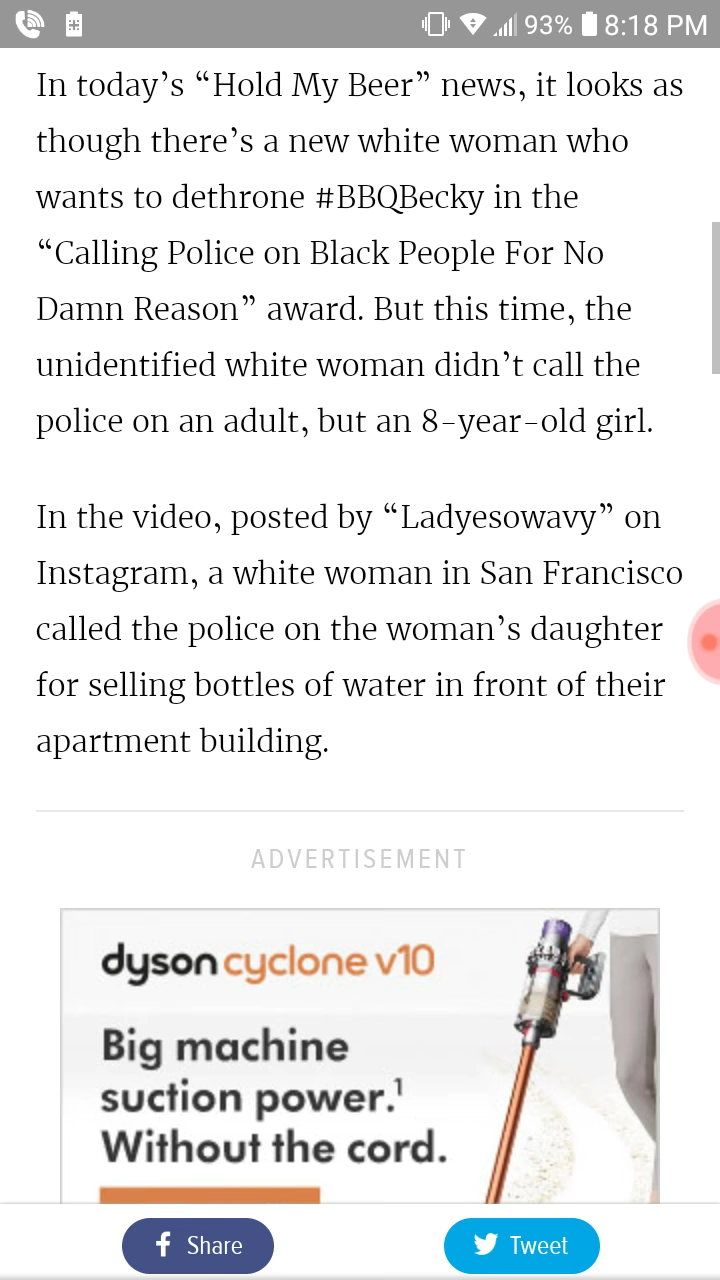 93% 8:18 PM
In today’s “Hold My Beer” news, it looks as
though there’s a new white woman who
wants to dethrone #BBQBecky in the
“Calling Police on Black People For No
Damn Reason” award. But this time, the
unidentified white woman didn’t call the
police on an adult, but an 8-year-old girl.
In the video, posted by “Ladyesowavy” on
Instagram, a white woman in San Francisco
called the police on the woman’s daughter
for selling bottles of water in front of their
apartment building.
ADVERTISEMENT
dyson cyclone v10
Big machine
suction power.¹
Without the cord.
Share Tweet